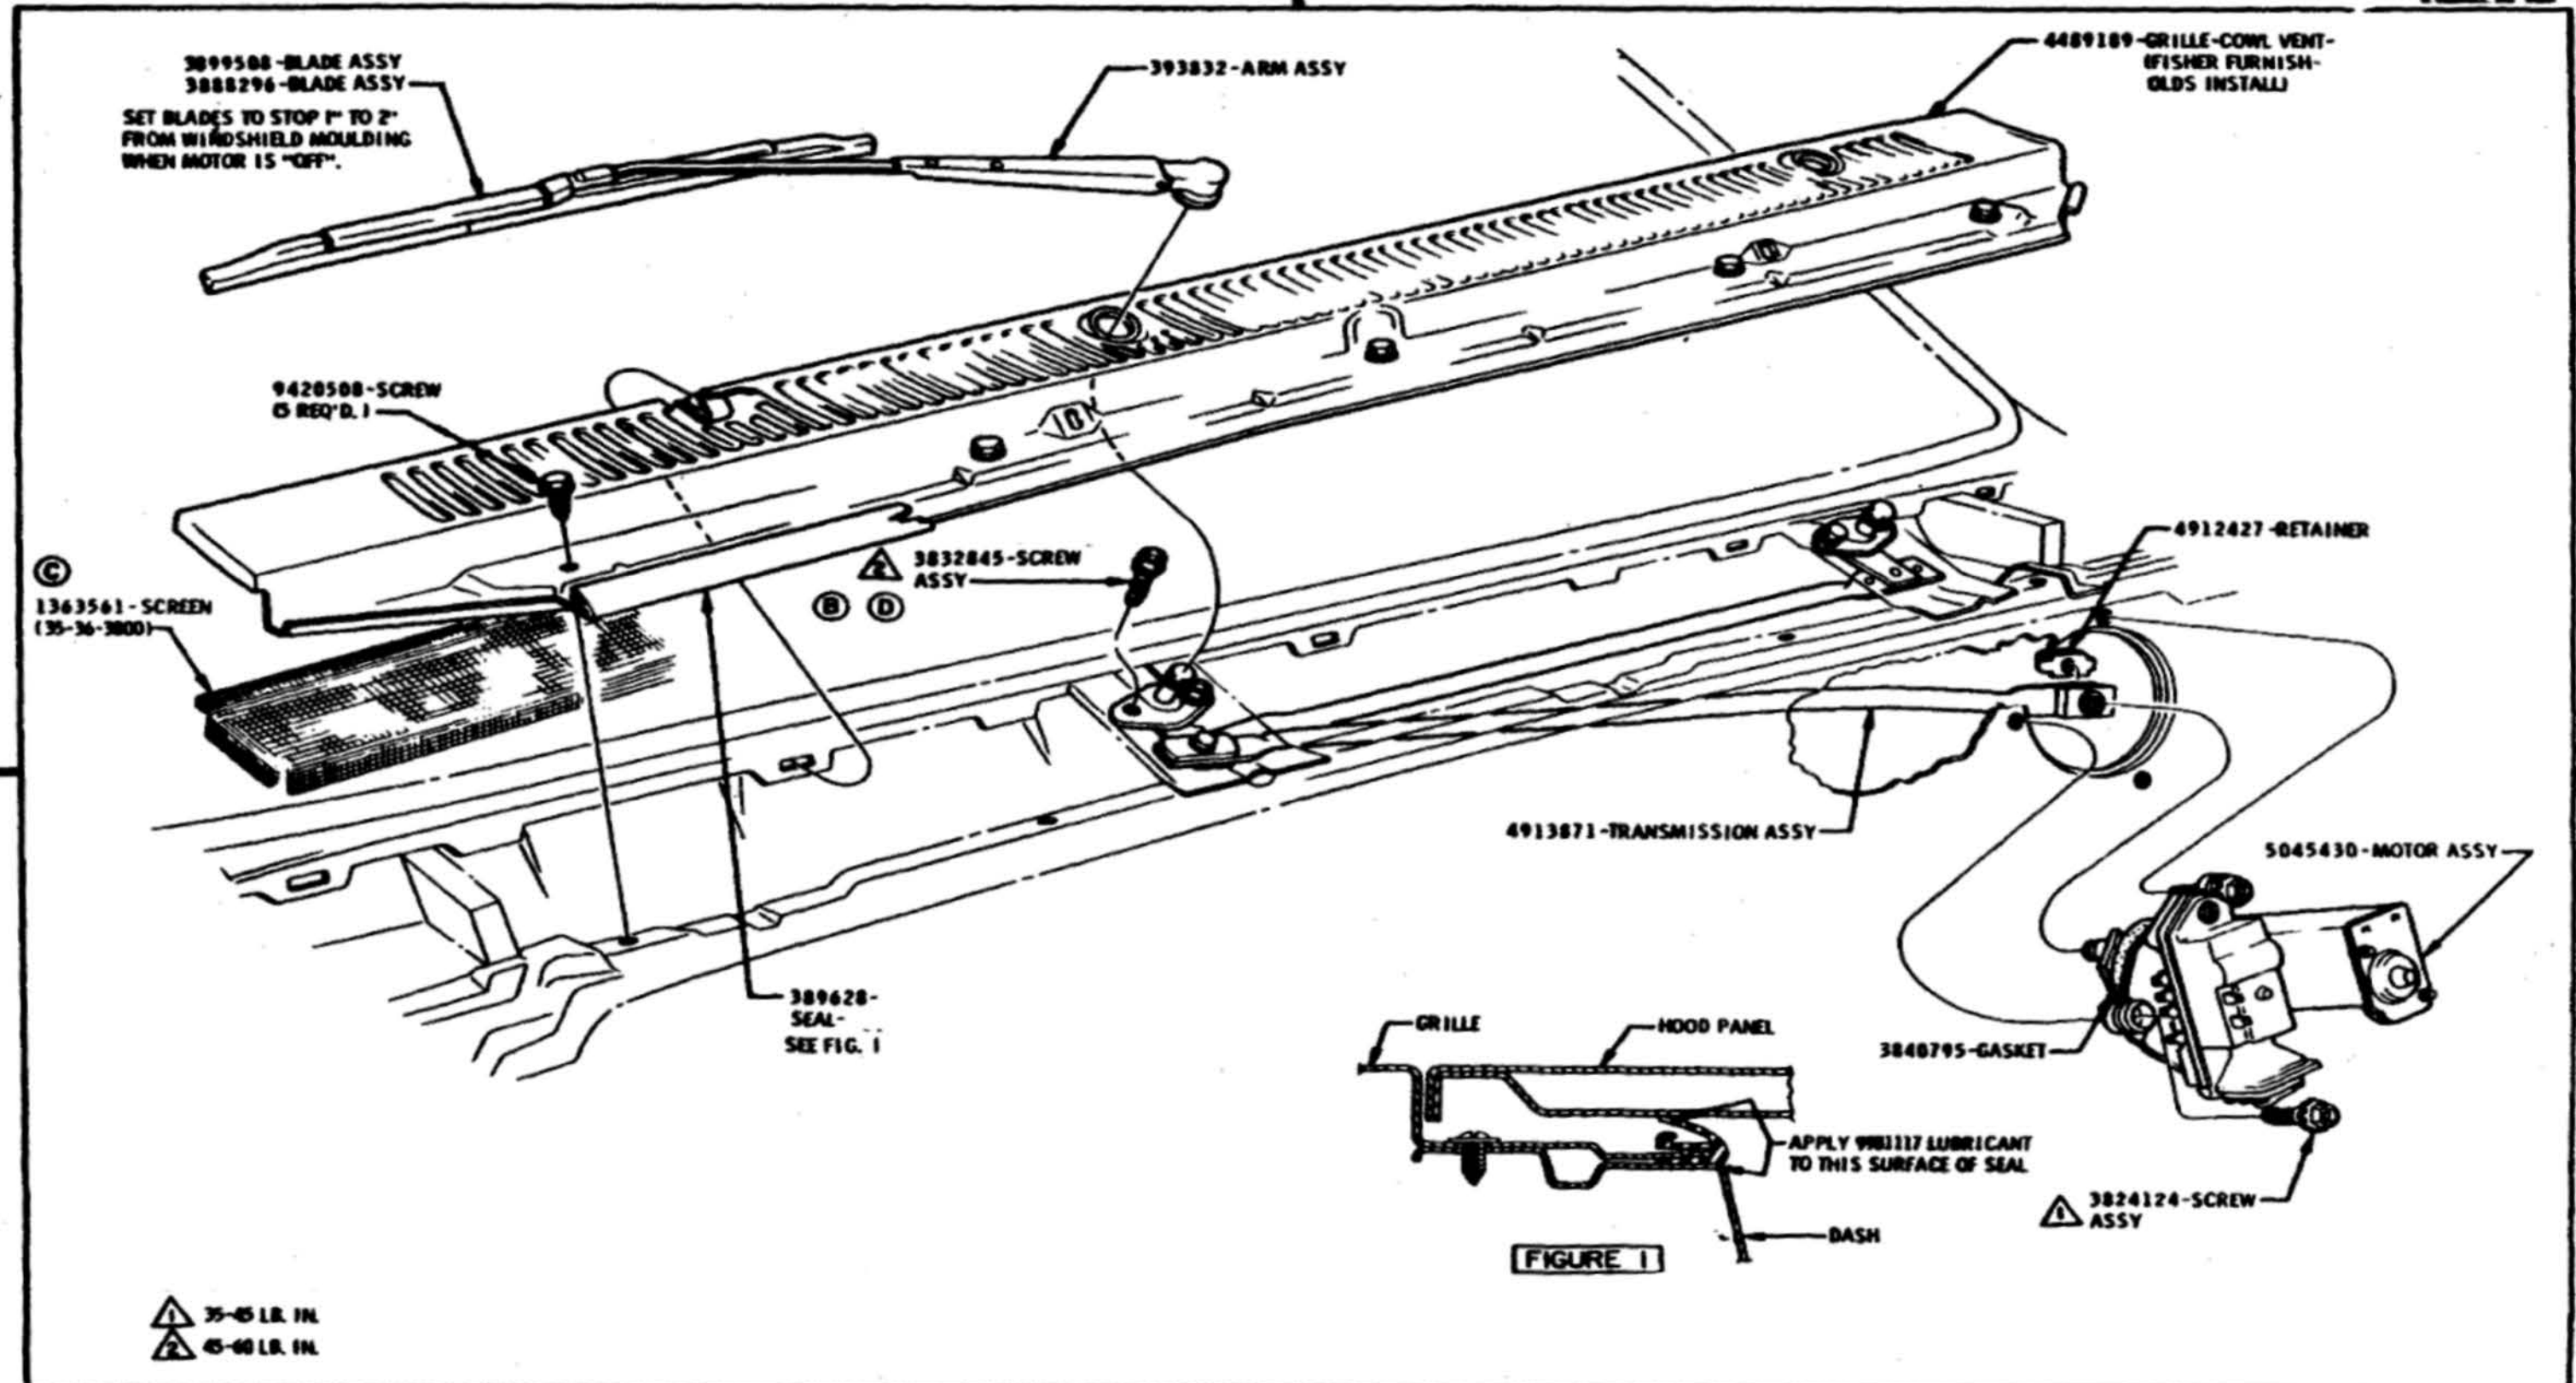 3899508-BLADE ASSY
3888296-BLADE ASSY
SET BLADES TO STOP 1" TO 2"
FROM WINDSHIELD MOULDING
WHEN MOTOR IS "OFF".
393832-ARM ASSY
4489189-GRILLE-COWL VENT-
(FISHER FURNISH-
OLDS INSTALL)
9420508-SCREW
(5 REQ'D.)
C
1363561-SCREEN
(35-36-3800)
2
3832845-SCREW
ASSY
B D
4912427-RETAINER
4913871-TRANSMISSION ASSY
5045430-MOTOR ASSY
389628-
SEAL-
SEE FIG. 1
GRILLE
HOOD PANEL
3840795-GASKET
APPLY LUBRICANT
TO THIS SURFACE OF SEAL
1
3824124-SCREW
ASSY
DASH
FIGURE 1
1 35-45 LB. IN.
2 45-60 LB. IN.